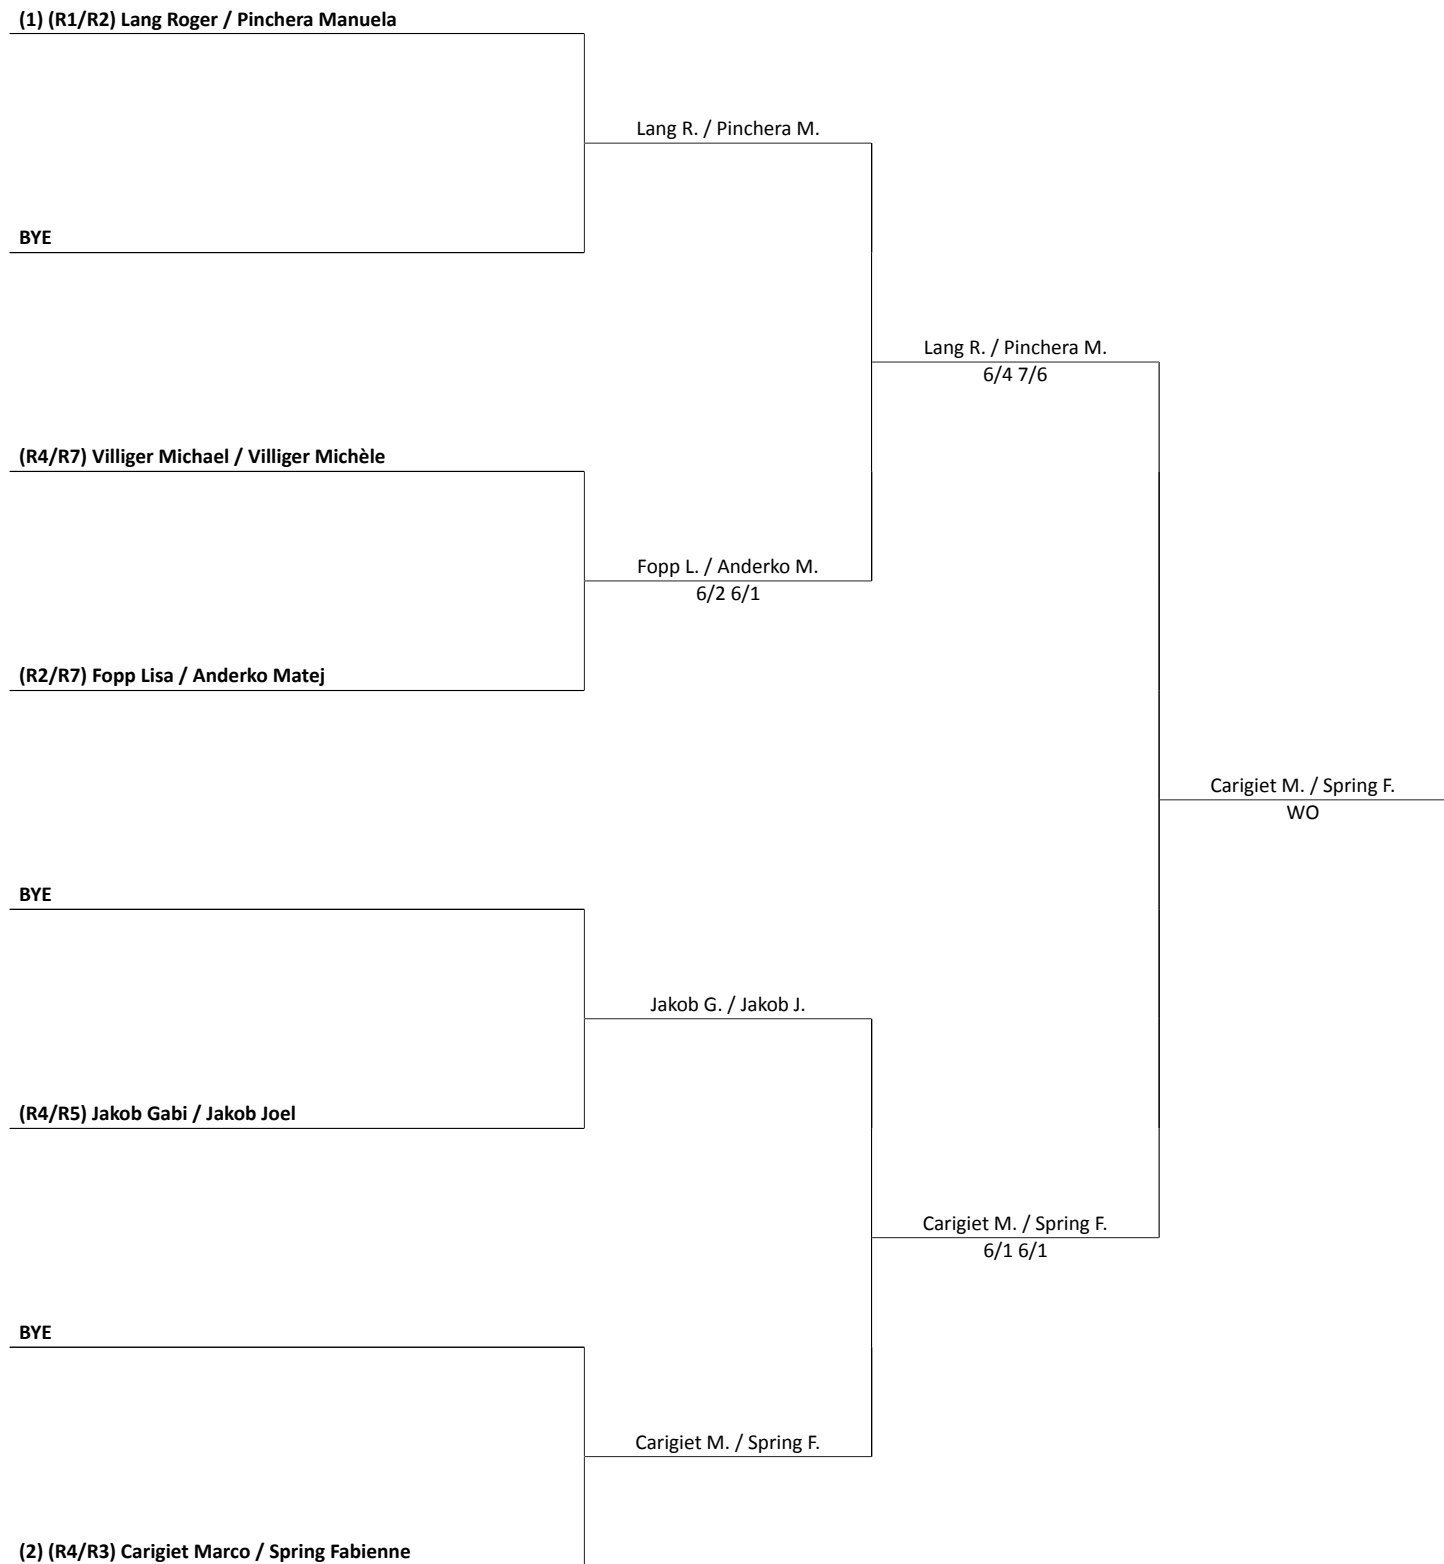 (1) (R1/R2) Lang Roger / Pinchera Manuela
Lang R. / Pinchera M.
BYE
Lang R. / Pinchera M.
6/4 7/6
(R4/R7) Villiger Michael / Villiger Michèle
Fopp L. / Anderko M.
6/2 6/1
(R2/R7) Fopp Lisa / Anderko Matej
Carigiet M. / Spring F.
WO
BYE
Jakob G. / Jakob J.
(R4/R5) Jakob Gabi / Jakob Joel
Carigiet M. / Spring F.
6/1 6/1
BYE
Carigiet M. / Spring F.
(2) (R4/R3) Carigiet Marco / Spring Fabienne